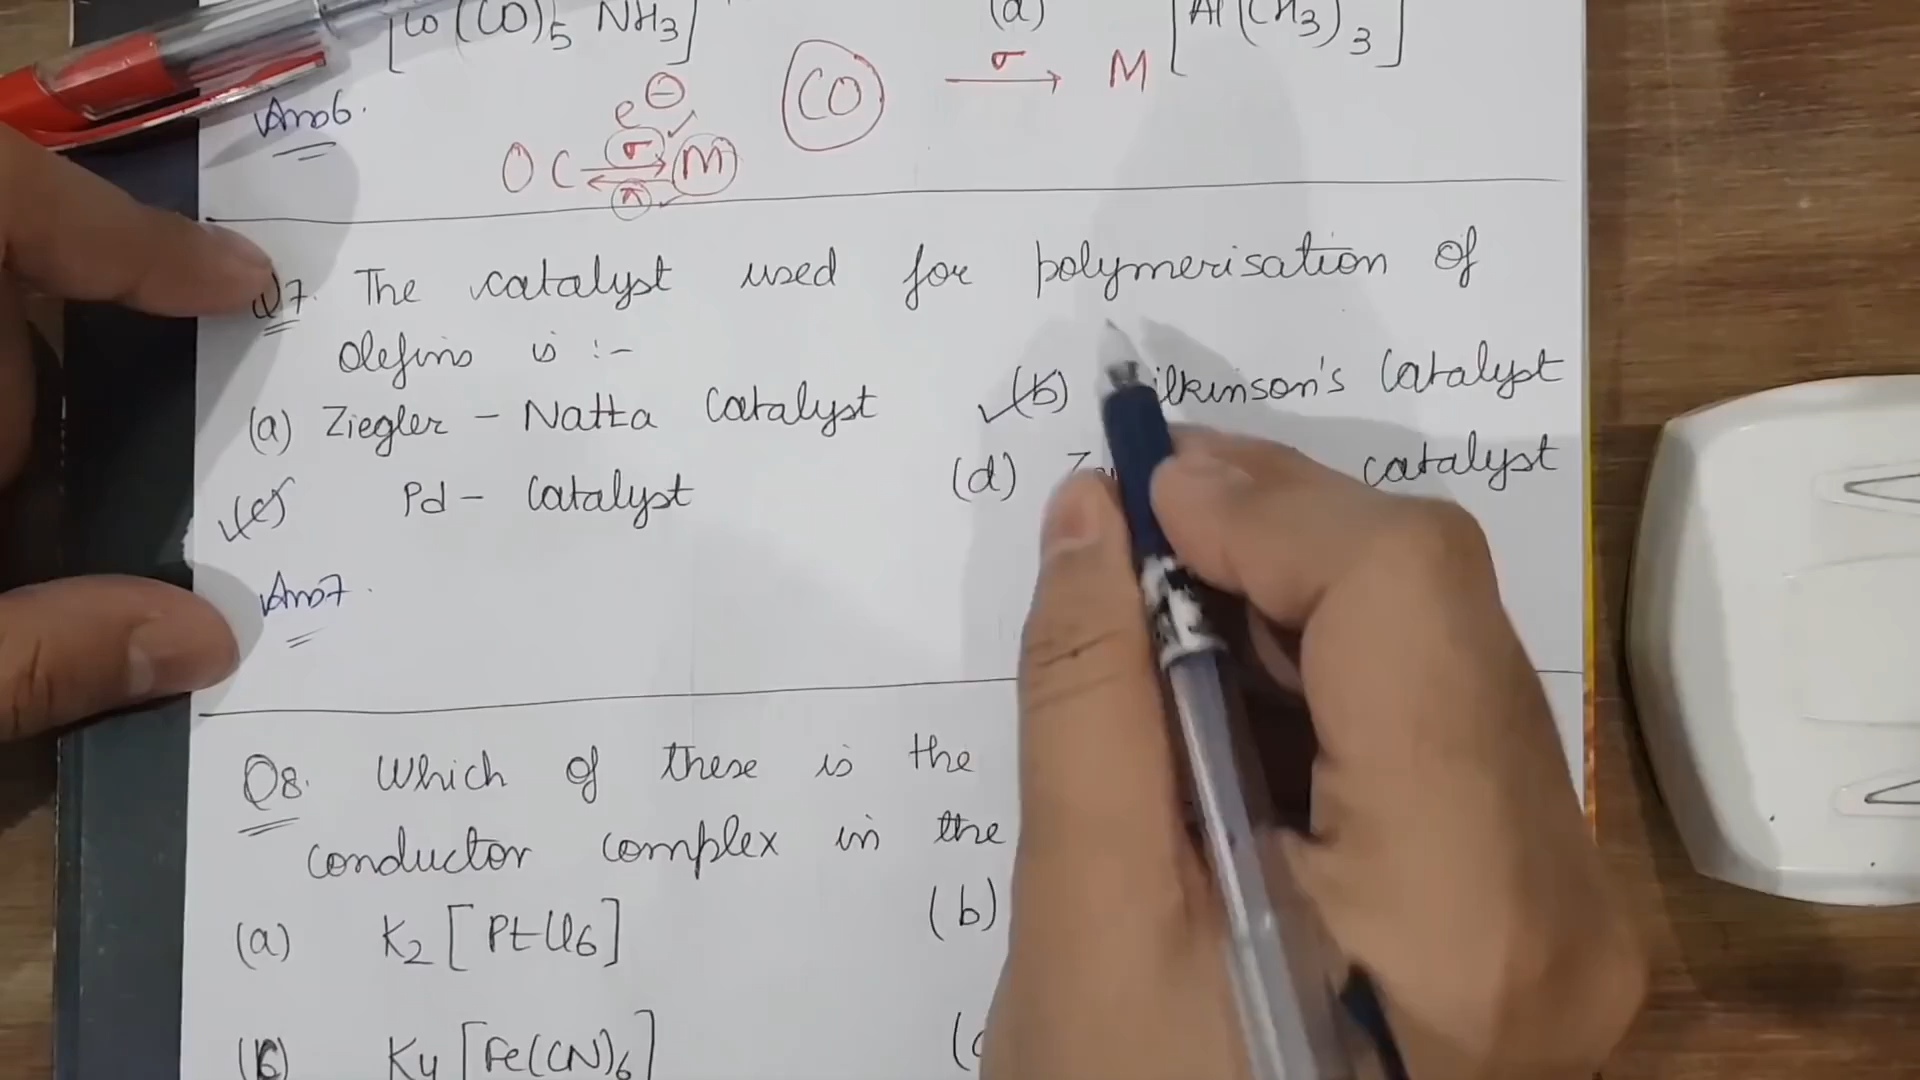 [Co(CO)5 NH3]
(d) [Al(CH3)3]
Ans6.
e⊖
CO
σ → M
OC σ M
π
Q7. The catalyst used for polymerisation of
olefins is :-
(a) Ziegler - Natta Catalyst
(b) ilkinson's Catalyst
(c) Pd - Catalyst
(d) catalyst
Ans7.
Q8. Which of these is the
conductor complex in the
(a) K2[PtCl6]
(b)
(c) K4[Fe(CN)6]